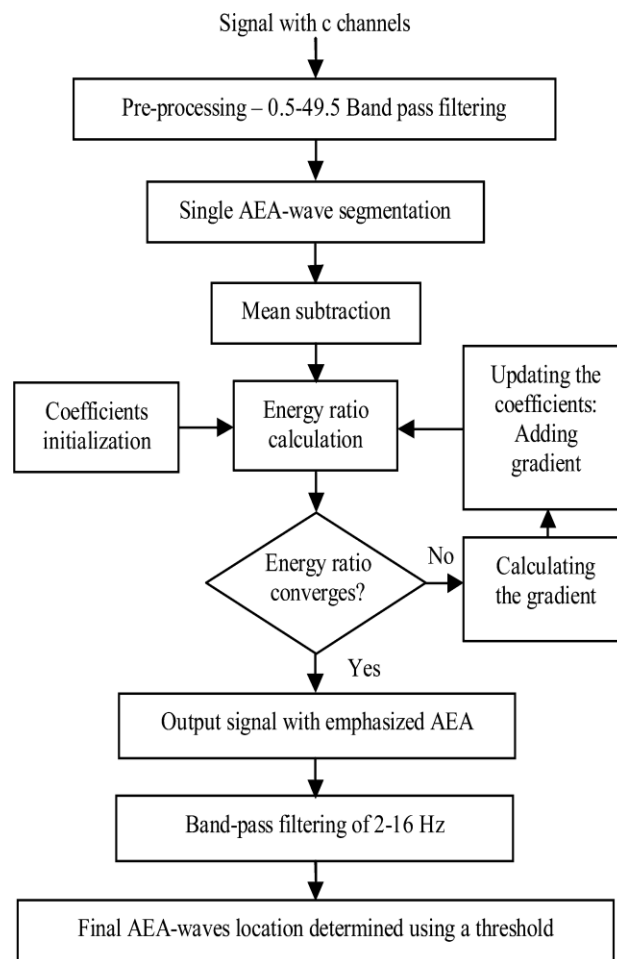 Signal with c channels
Pre-processing – 0.5-49.5 Band pass filtering
Single AEA-wave segmentation
Mean subtraction
Coefficients
initialization
Energy ratio
calculation
Updating the
coefficients:
Adding
gradient
Energy ratio
converges?
No
Calculating
the gradient
Yes
Output signal with emphasized AEA
Band-pass filtering of 2-16 Hz
Final AEA-waves location determined using a threshold